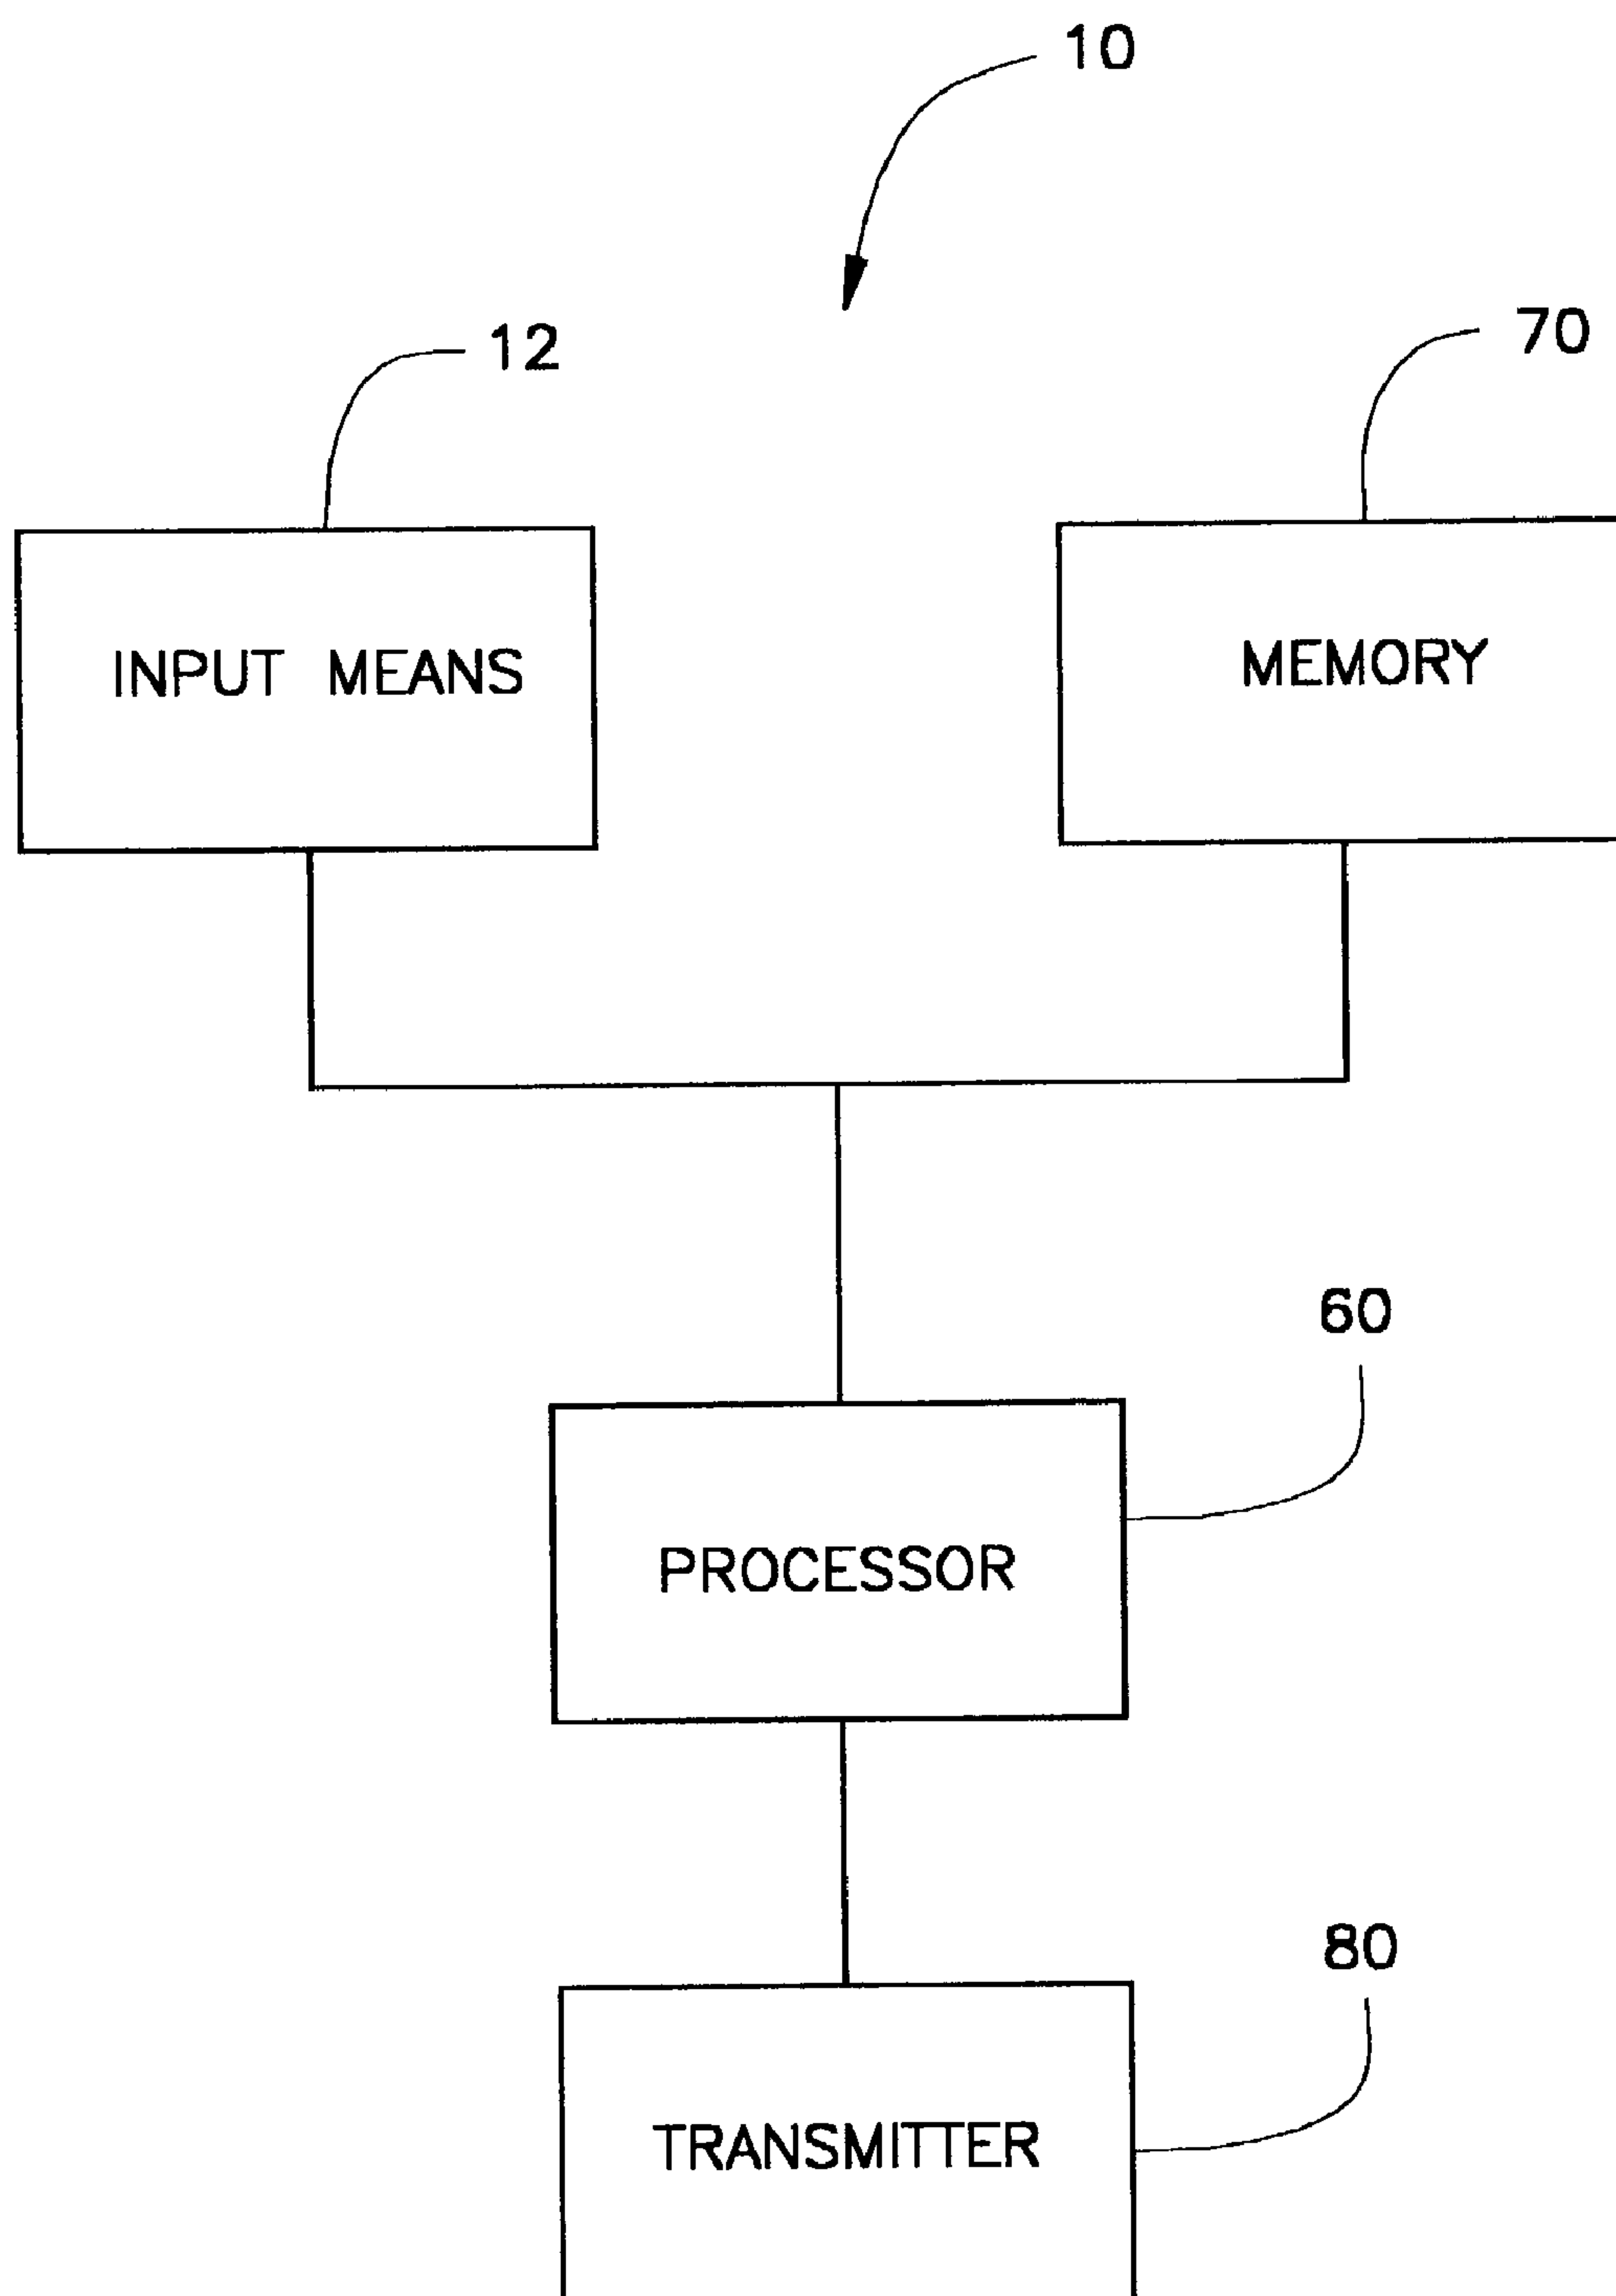 10
12
70
INPUT MEANS
MEMORY
60
PROCESSOR
80
TRANSMITTER